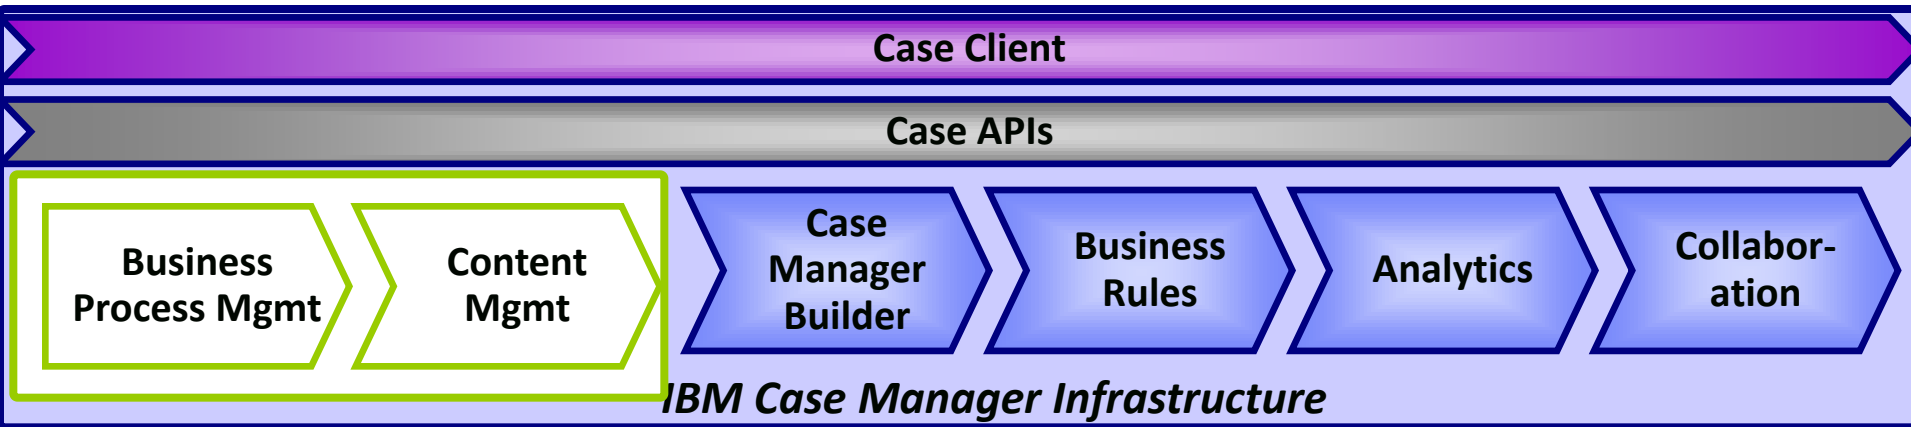 Case Client
Case APIs
Business
Process Mgmt
Content
Mgmt
Case
Manager
Builder
Business
Rules
Analytics
Collabor-
ation
IBM Case Manager Infrastructure